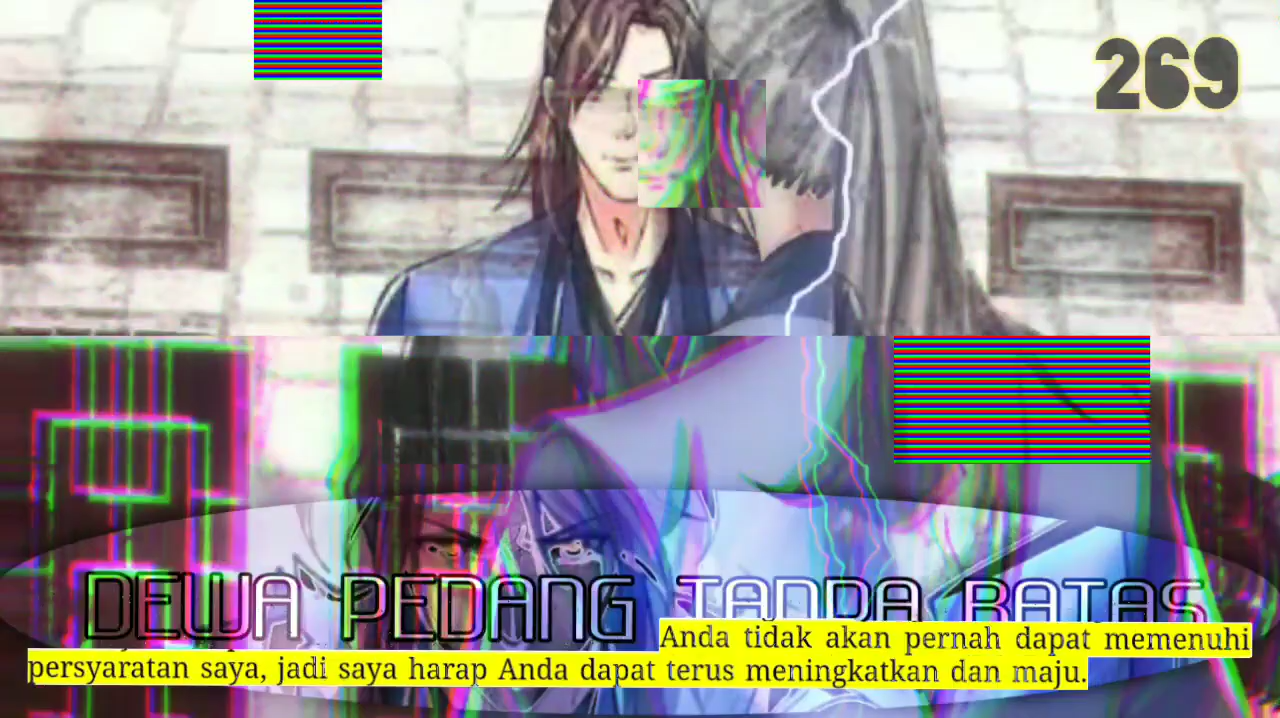 269
DEWA PEDANG TANPA BATAS
Anda tidak akan pernah dapat memenuhi
persyaratan saya, jadi saya harap Anda dapat terus meningkatkan dan maju.